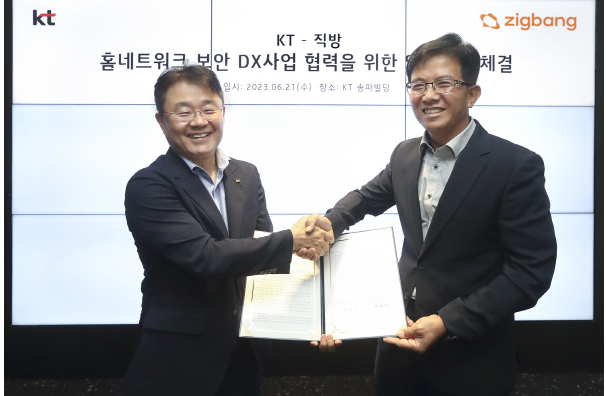 kt
zigbang
KT - 직방
홈네트워크 보안 DX사업 협력을 위한 체결
일시: 2023.06.21(수) 장소: KT 송파빌딩